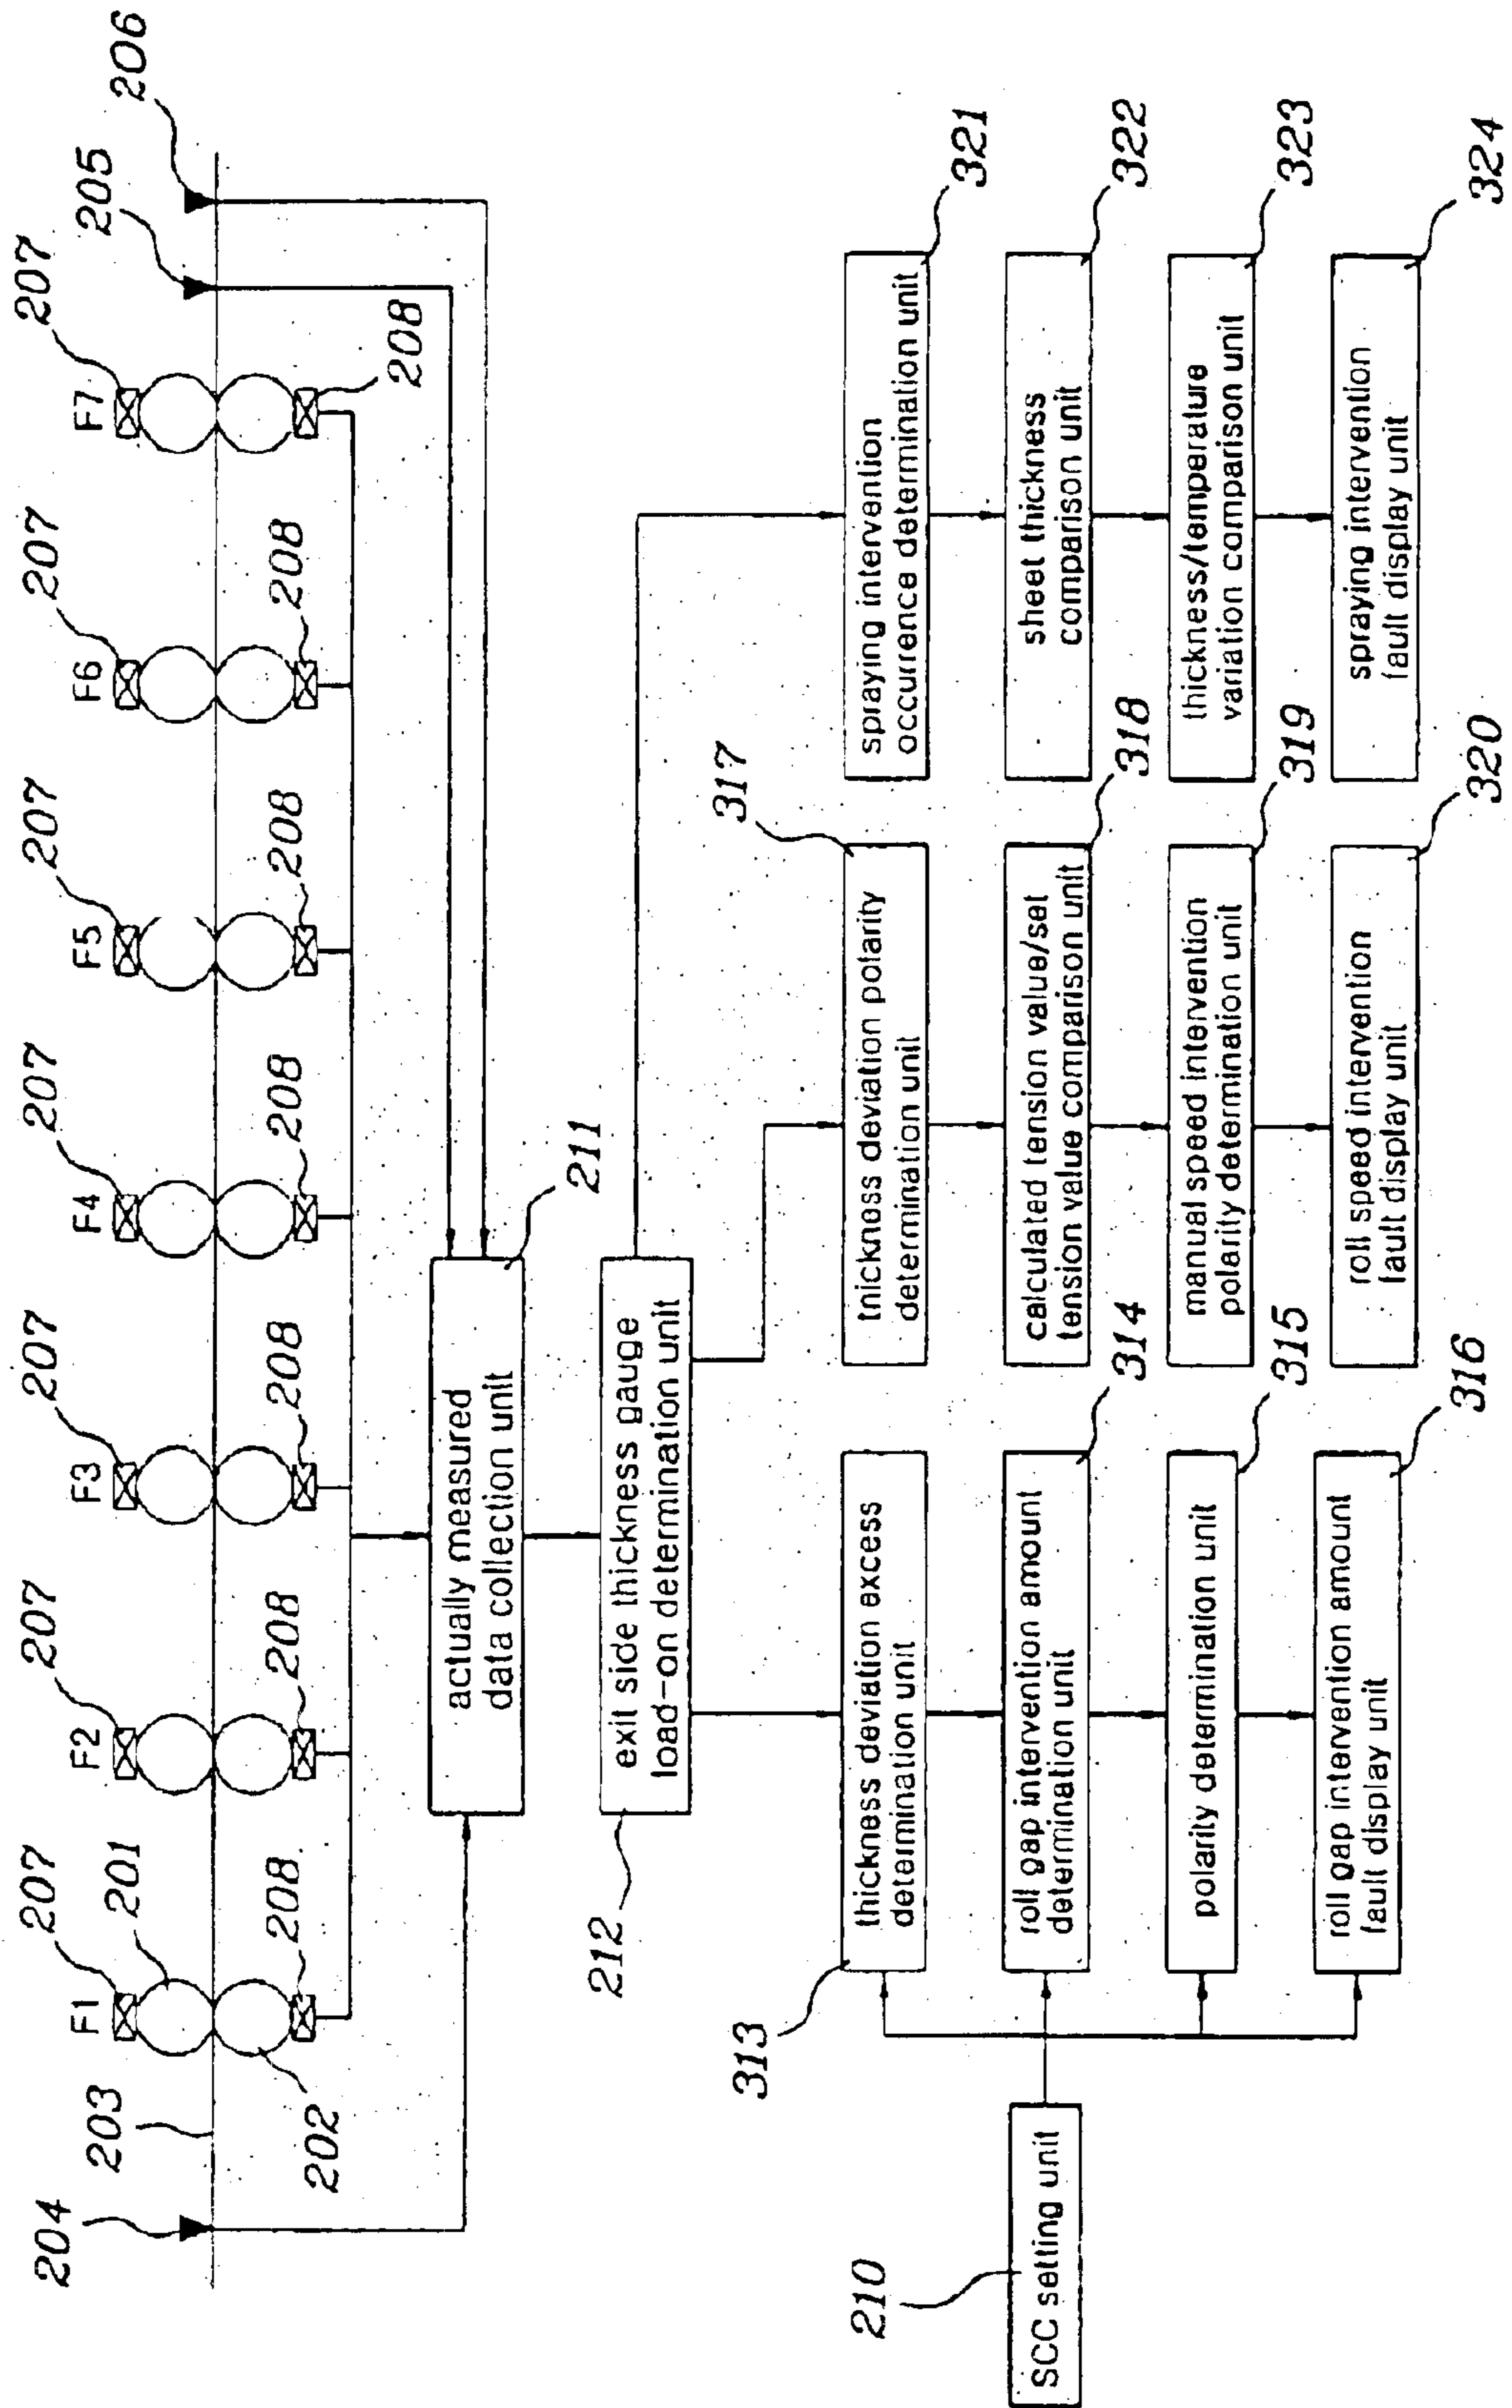 207 207 207 207 207 207 207 205 206
F1 F2 F3 F4 F5 F6 F7
203 201
204 202 208 208 208 208 208 208 208
actually measured
data collection unit
211
exit side thickness gauge
load-on determination unit
212
313
thickness deviation excess
determination unit
317
tnickness deviation polarity
determination unit
spraying intervention
occurrence determination unit
321
210
SCC setting unit
roll gap intervention amount
determination unit
314
calculated tension value/set
tension value comparison unit
318
sheet thickness
comparison unit
322
polarity determination unit
315
manual speed intervention
polarity determination unit
319
thickness/temperature
variation comparison unit
323
roll gap intervention amount
fault display unit
316
roll speed intervention
fault display unit
320
spraying intervention
fault display unit
324